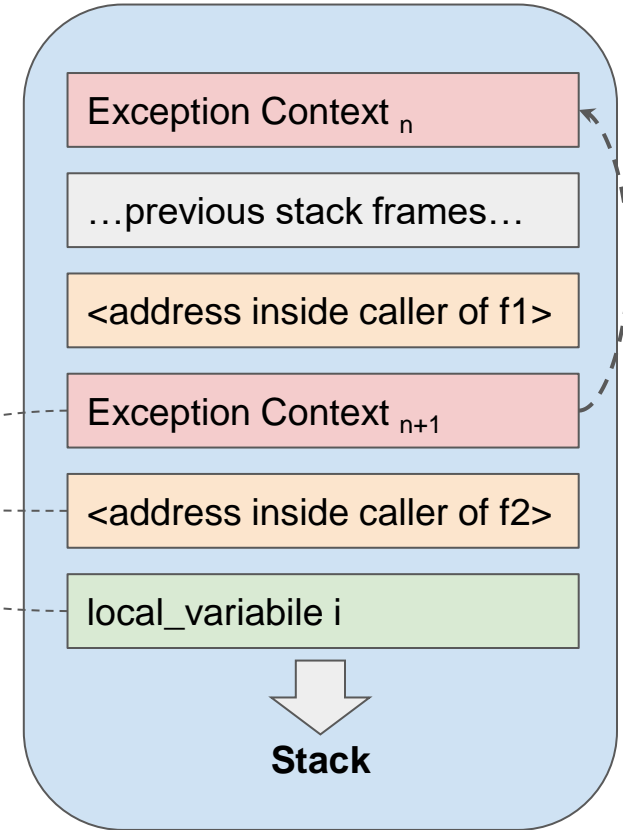 Exception Context n
…previous stack frames…
<address inside caller of f1>
Exception Context n+1
<address inside caller of f2>
local_variabile i
Stack